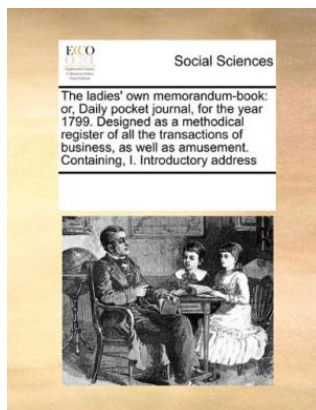 ECCO
Social Sciences
The ladies' own memorandum-book:
or, Daily pocket journal, for the year
1799. Designed as a methodical
register of all the transactions of
business, as well as amusement.
Containing, I. Introductory address